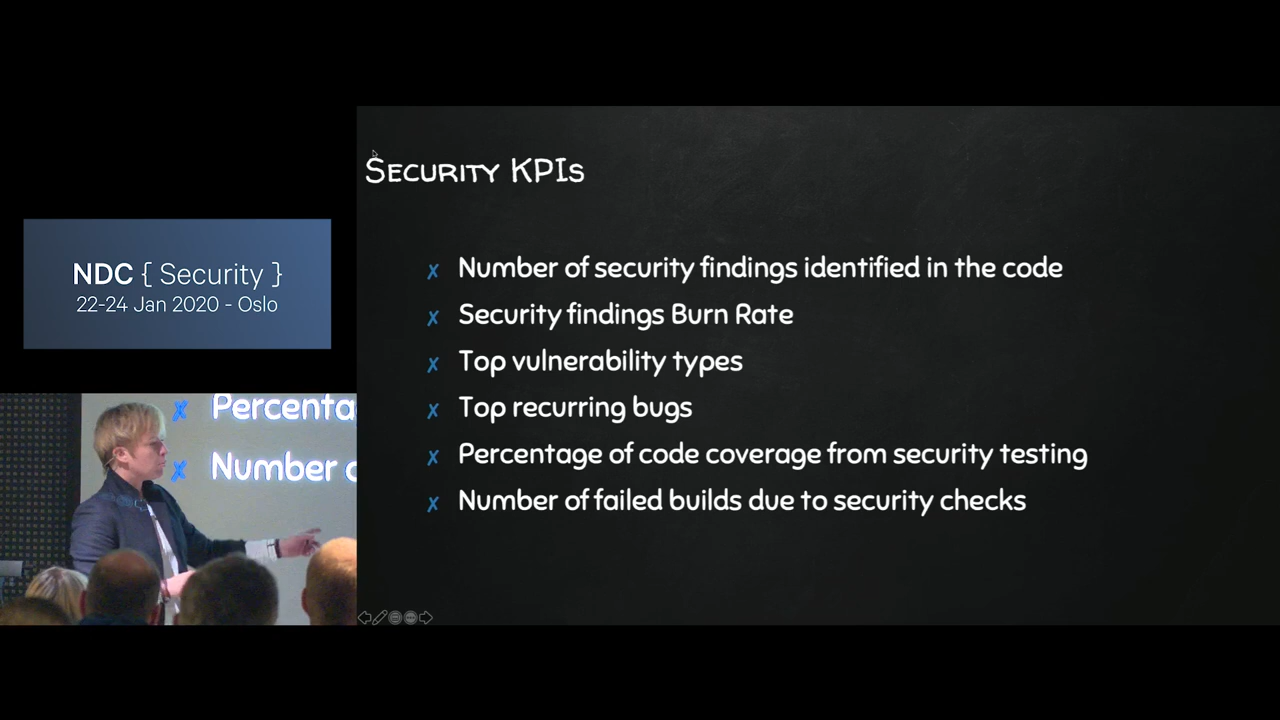 NDC { Security }
22-24 Jan 2020 - Oslo
Security KPIs
✗ Number of security findings identified in the code
✗ Security findings Burn Rate
✗ Top vulnerability types
✗ Top recurring bugs
✗ Percentage of code coverage from security testing
✗ Number of failed builds due to security checks
✗ Percenta
✗ Number